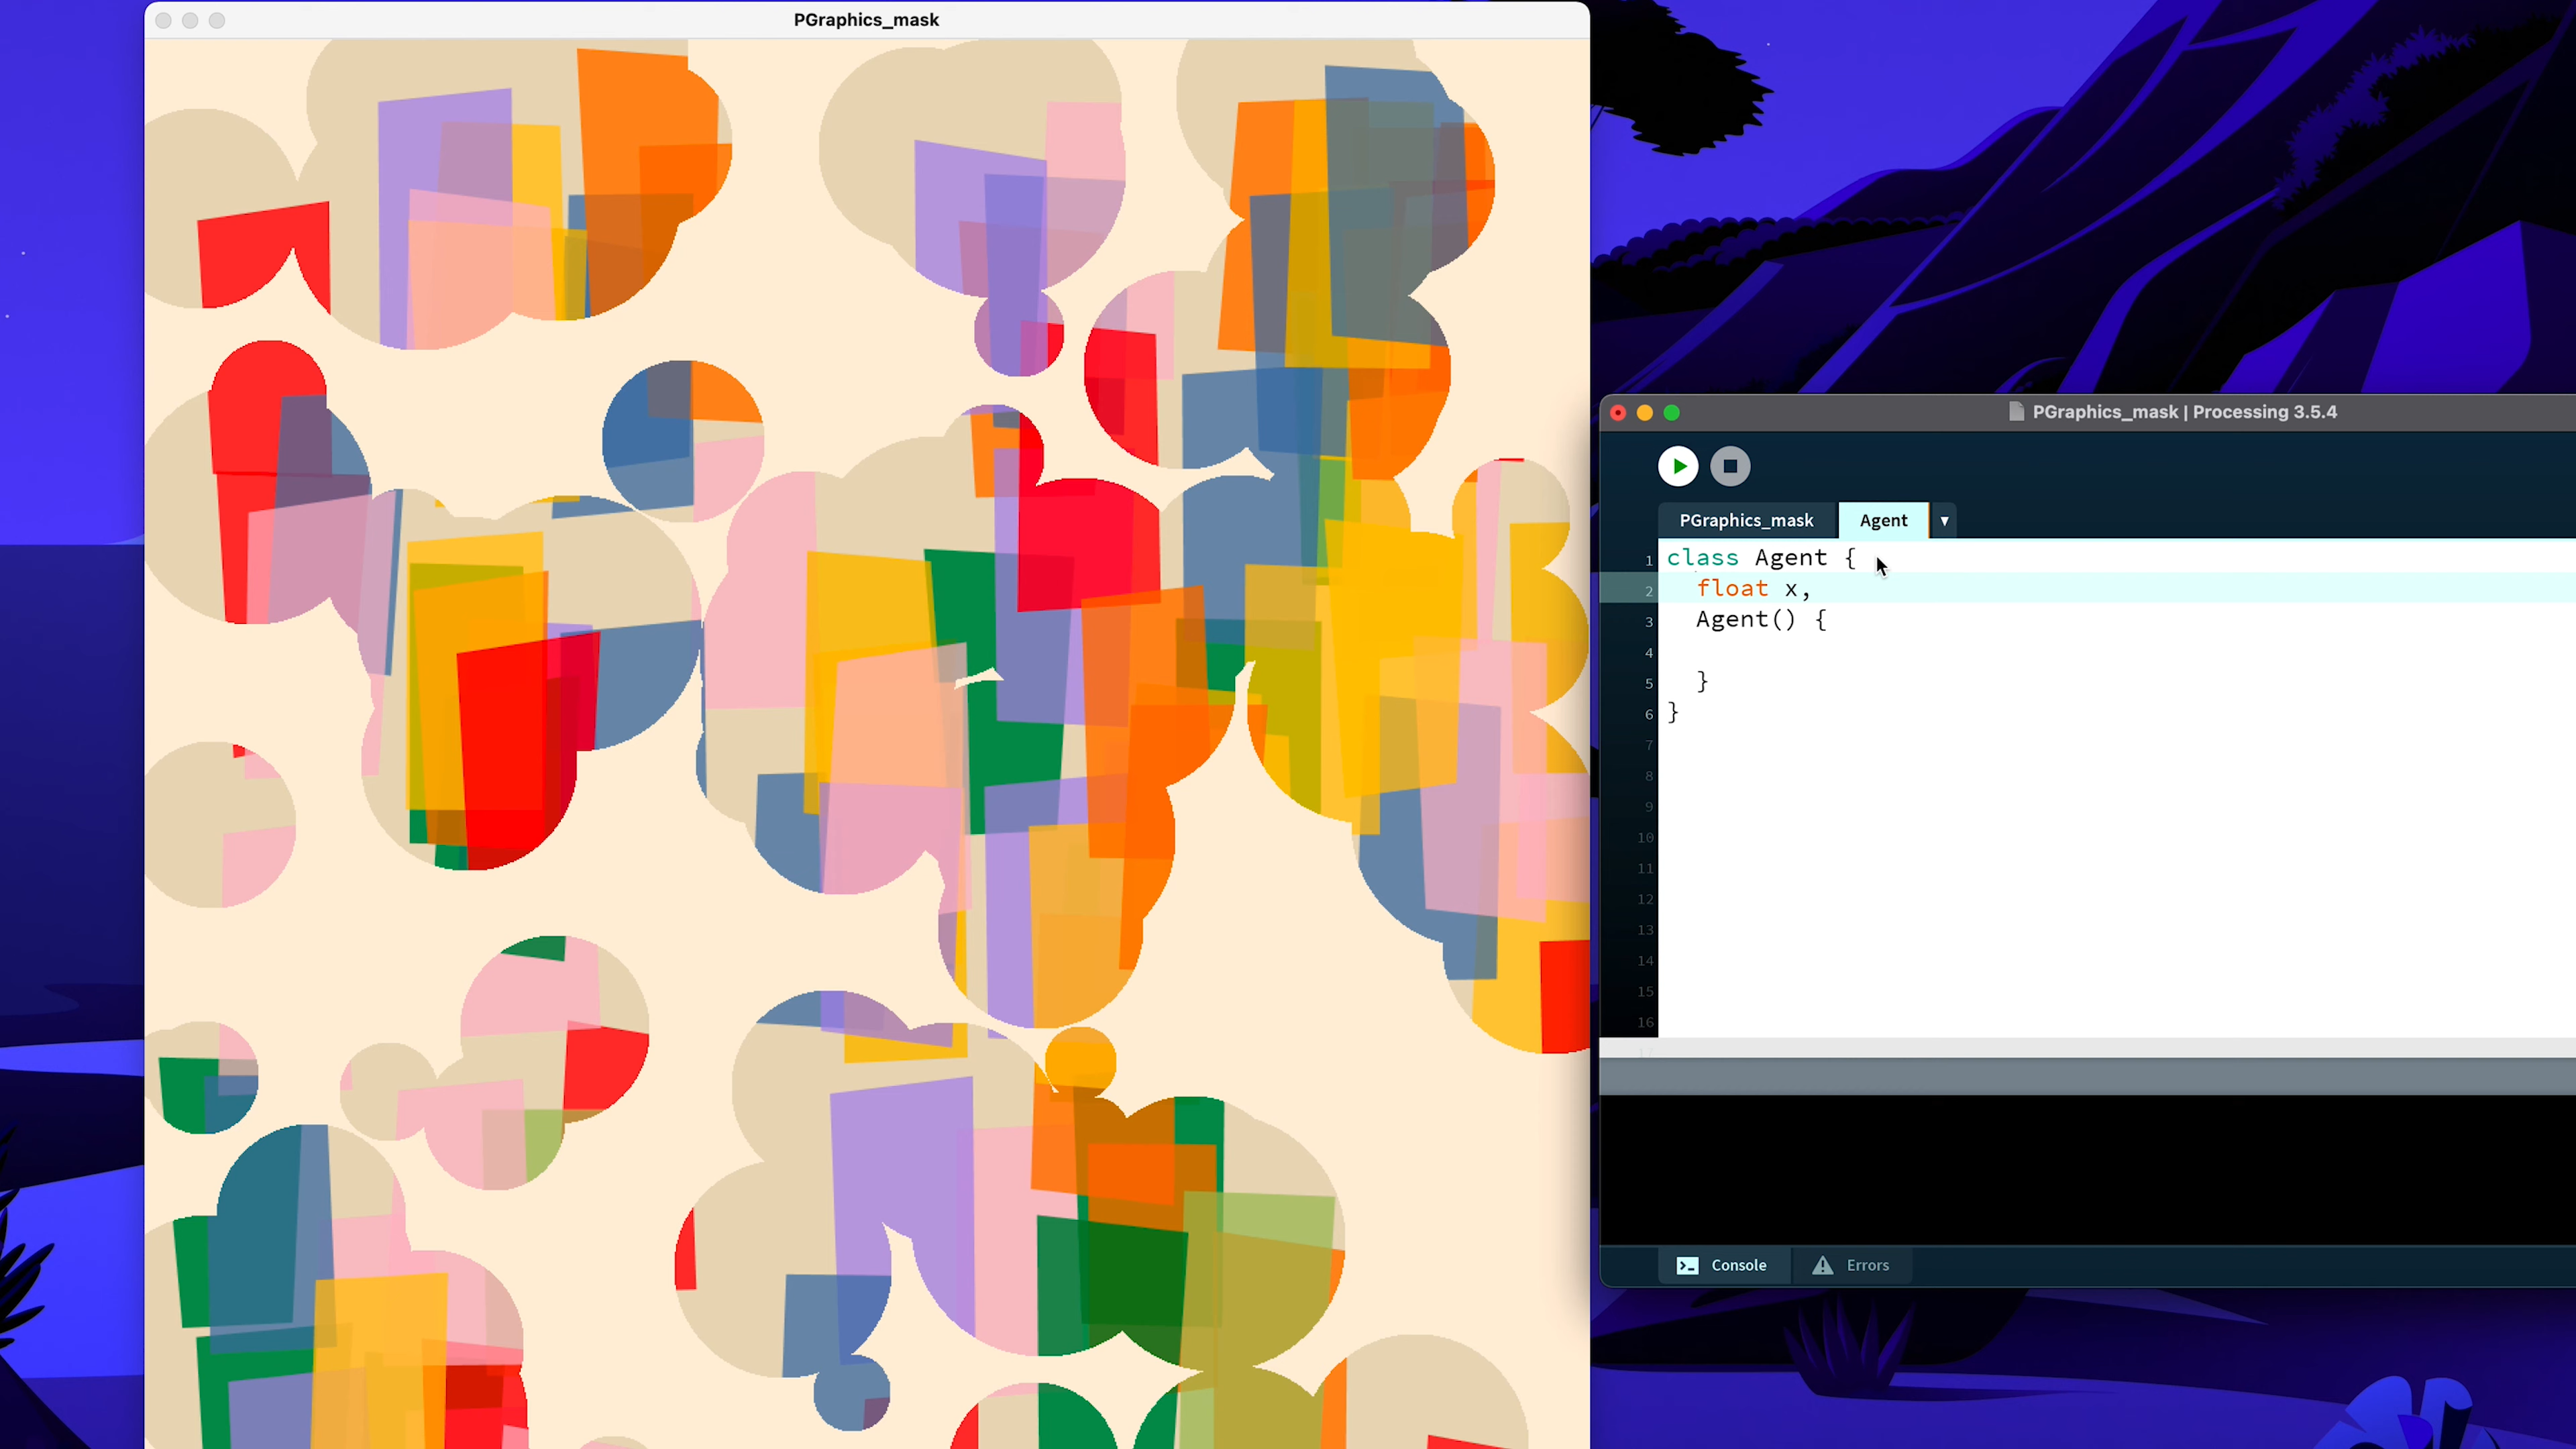 PGraphics_mask
PGraphics_mask | Processing 3.5.4
PGraphics_mask Agent ▼
1 class Agent {
2 float x,
3 Agent() {
4
5 }
6 }
7
8
9
10
11
12
13
14
15
16
17
Console Errors